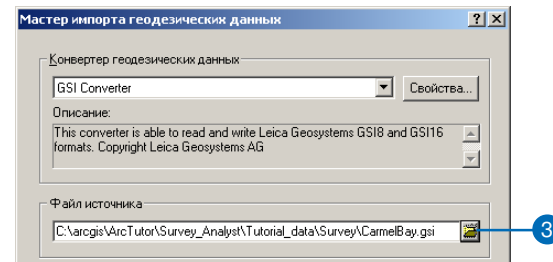 Мастер импорта геодезических данных
Конвертер геодезических данных
GSI Converter
Свойства...
Описание:
This converter is able to read and write Leica Geosystems GSI8 and GSI16
formats. Copyright Leica Geosystems AG
Файл источника
C:\arcgis\ArcTutor\Survey_Analyst\Tutorial_data\Survey\CarmelBay.gsi
3